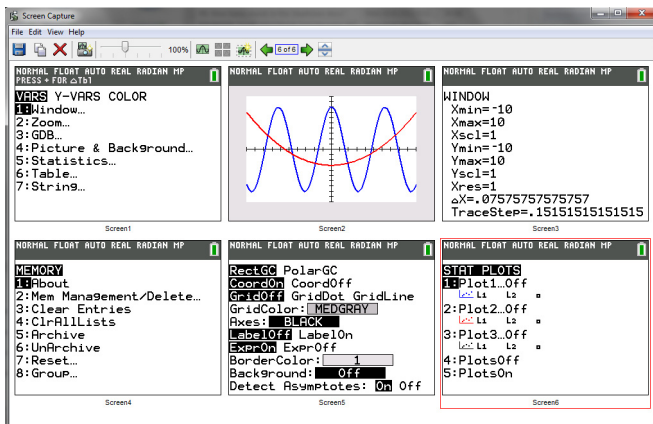 Screen Capture
File Edit View Help
100% 6 of 6
NORMAL FLOAT AUTO REAL RADIAN MP
PRESS + FOR △Tbl
VARS Y-VARS COLOR
1:Window…
2:Zoom…
3:GDB…
4:Picture & Background…
5:Statistics…
6:Table…
7:String…
Screen1
NORMAL FLOAT AUTO REAL RADIAN MP
Screen2
NORMAL FLOAT AUTO REAL RADIAN MP
WINDOW
Xmin=-10
Xmax=10
Xscl=1
Ymin=-10
Ymax=10
Yscl=1
Xres=1
△X=.07575757575757
TraceStep=.15151515151515
Screen3
NORMAL FLOAT AUTO REAL RADIAN MP
MEMORY
1:About
2:Mem Management/Delete…
3:Clear Entries
4:ClrAllLists
5:Archive
6:UnArchive
7:Reset…
8:Group…
Screen4
NORMAL FLOAT AUTO REAL RADIAN MP
RectGC PolarGC
CoordOn CoordOff
GridOff GridDot GridLine
GridColor: MEDGRAY
Axes: BLACK
LabelOff LabelOn
ExprOn ExprOff
BorderColor: 1
Background: Off
Detect Asymptotes: On Off
Screen5
NORMAL FLOAT AUTO REAL RADIAN MP
STAT PLOTS
1:Plot1…Off
L1 L2
2:Plot2…Off
L1 L2
3:Plot3…Off
L1 L2
4:PlotsOff
5:PlotsOn
Screen6